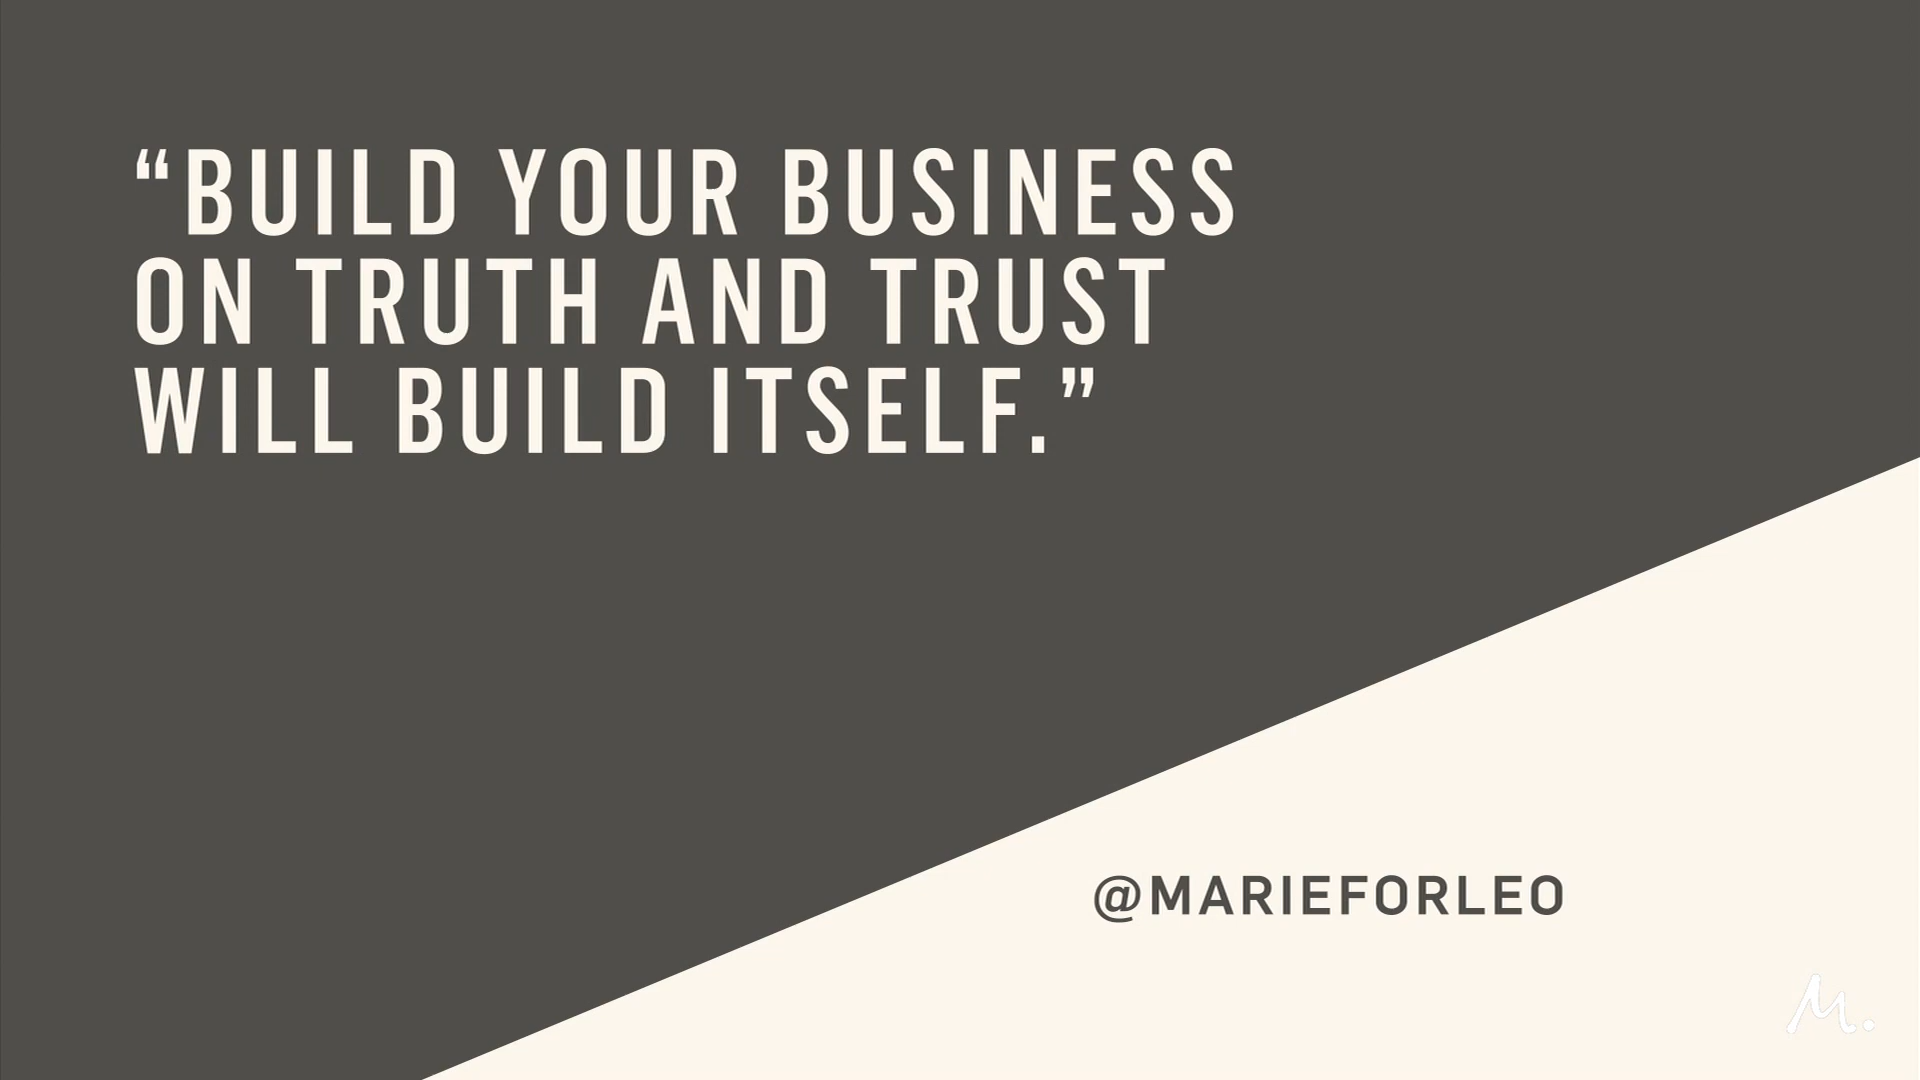 “BUILD YOUR BUSINESS
ON TRUTH AND TRUST
WILL BUILD ITSELF.”
@MARIEFORLEO
M.